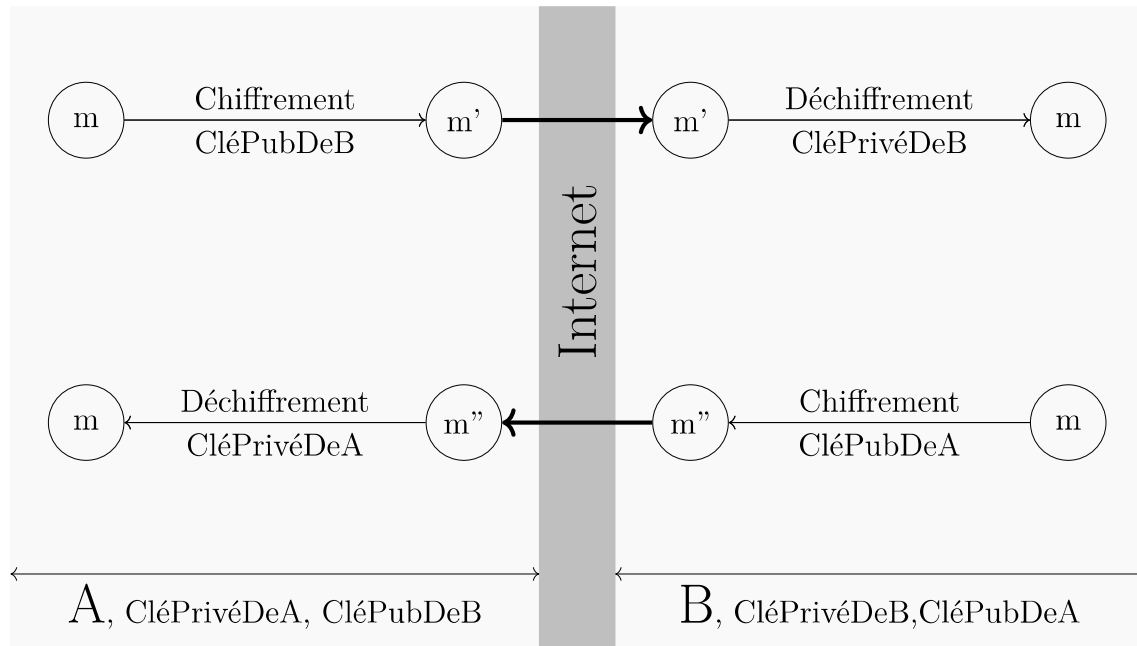 Chiffrement
Déchiffrement
m
m'
m'
m
CléPubDeB
CléPrivéDeB
Internet
Déchiffrement
Chiffrement
m
m”
m”
m
CléPrivéDeA
CléPubDeA
A, CléPrivéDeA, CléPubDeB
B, CléPrivéDeB,CléPubDeA